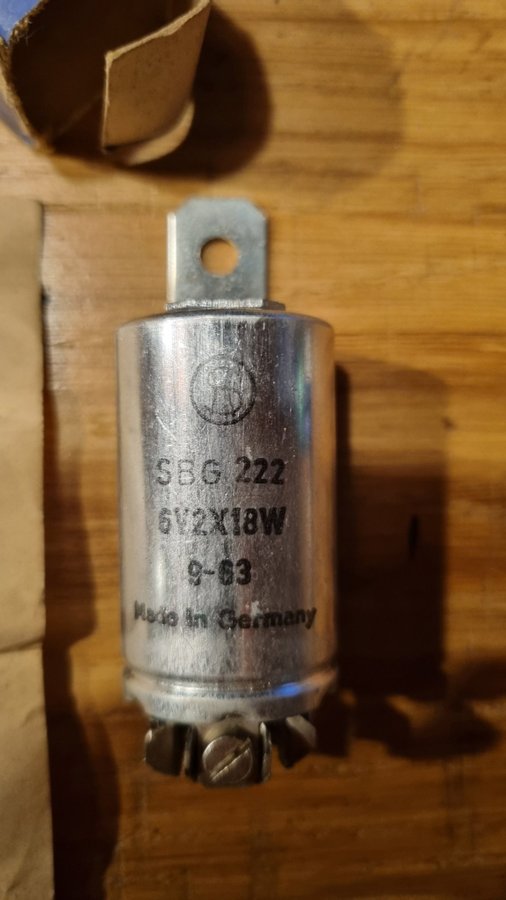 SBG 222
6V2X18W
9-63
Made in Germany